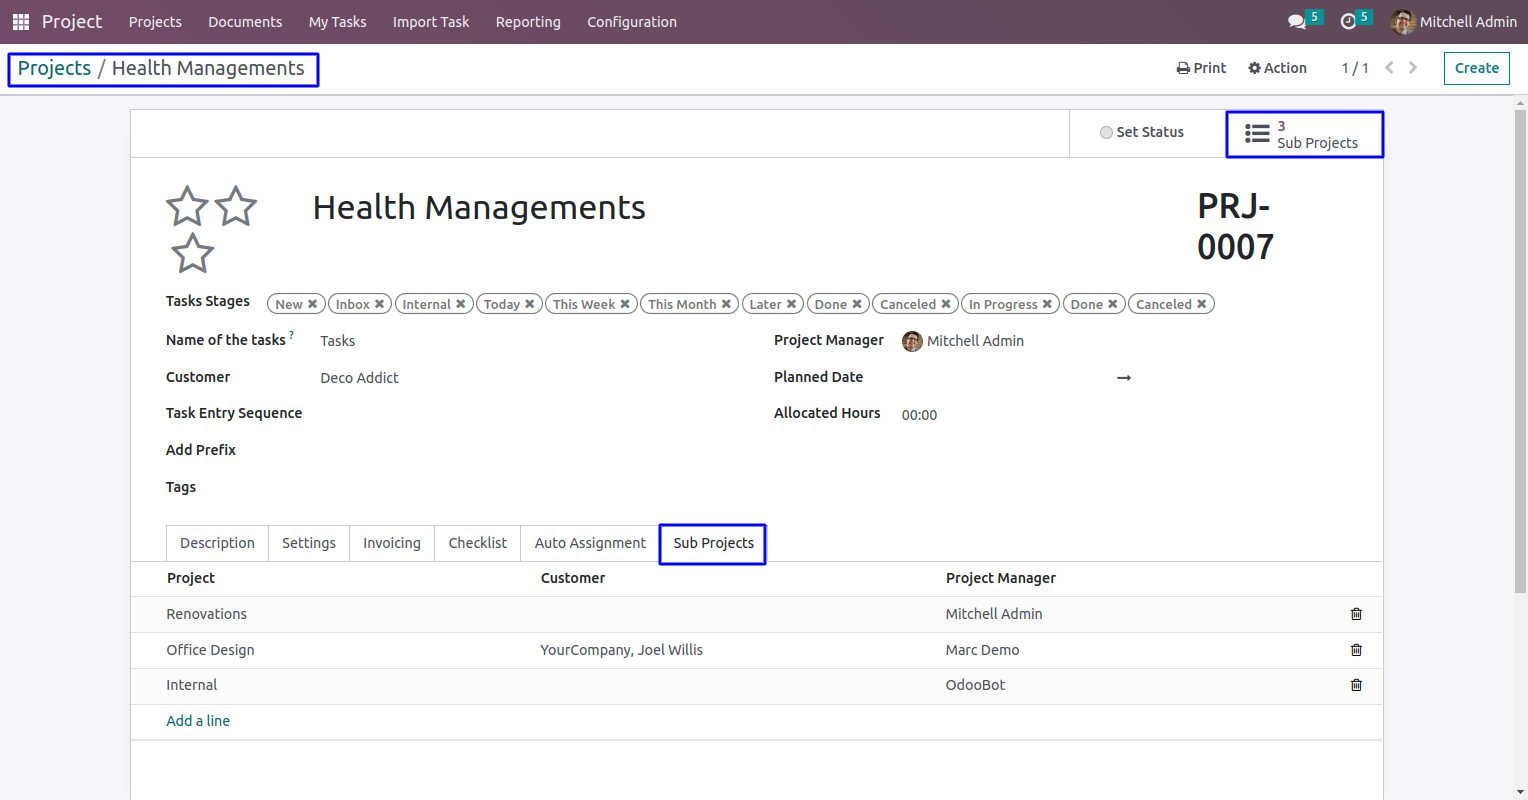 Project Projects Documents My Tasks Import Task Reporting Configuration 5 5 Mitchell Admin
Projects / Health Managements Print Action 1 / 1 Create
Set Status
3
Sub Projects
Health Managements
PRJ-
0007
Tasks Stages New Inbox Internal Today This Week This Month Later Done Canceled In Progress Done Canceled
Name of the tasks ? Tasks Project Manager Mitchell Admin
Customer Deco Addict Planned Date
Task Entry Sequence Allocated Hours 00:00
Add Prefix
Tags
Description Settings Invoicing Checklist Auto Assignment Sub Projects
Project Customer Project Manager
Renovations Mitchell Admin
Office Design YourCompany, Joel Willis Marc Demo
Internal OdooBot
Add a line